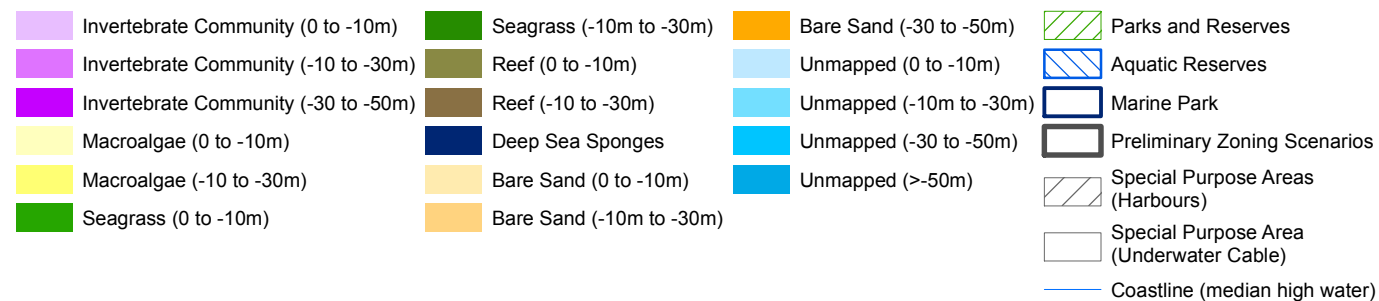 Invertebrate Community (0 to -10m)
Invertebrate Community (-10 to -30m)
Invertebrate Community (-30 to -50m)
Macroalgae (0 to -10m)
Macroalgae (-10 to -30m)
Seagrass (0 to -10m)
Seagrass (-10m to -30m)
Reef (0 to -10m)
Reef (-10 to -30m)
Deep Sea Sponges
Bare Sand (0 to -10m)
Bare Sand (-10m to -30m)
Bare Sand (-30 to -50m)
Unmapped (0 to -10m)
Unmapped (-10m to -30m)
Unmapped (-30 to -50m)
Unmapped (>-50m)
Parks and Reserves
Aquatic Reserves
Marine Park
Preliminary Zoning Scenarios
Special Purpose Areas
(Harbours)
Special Purpose Area
(Underwater Cable)
Coastline (median high water)